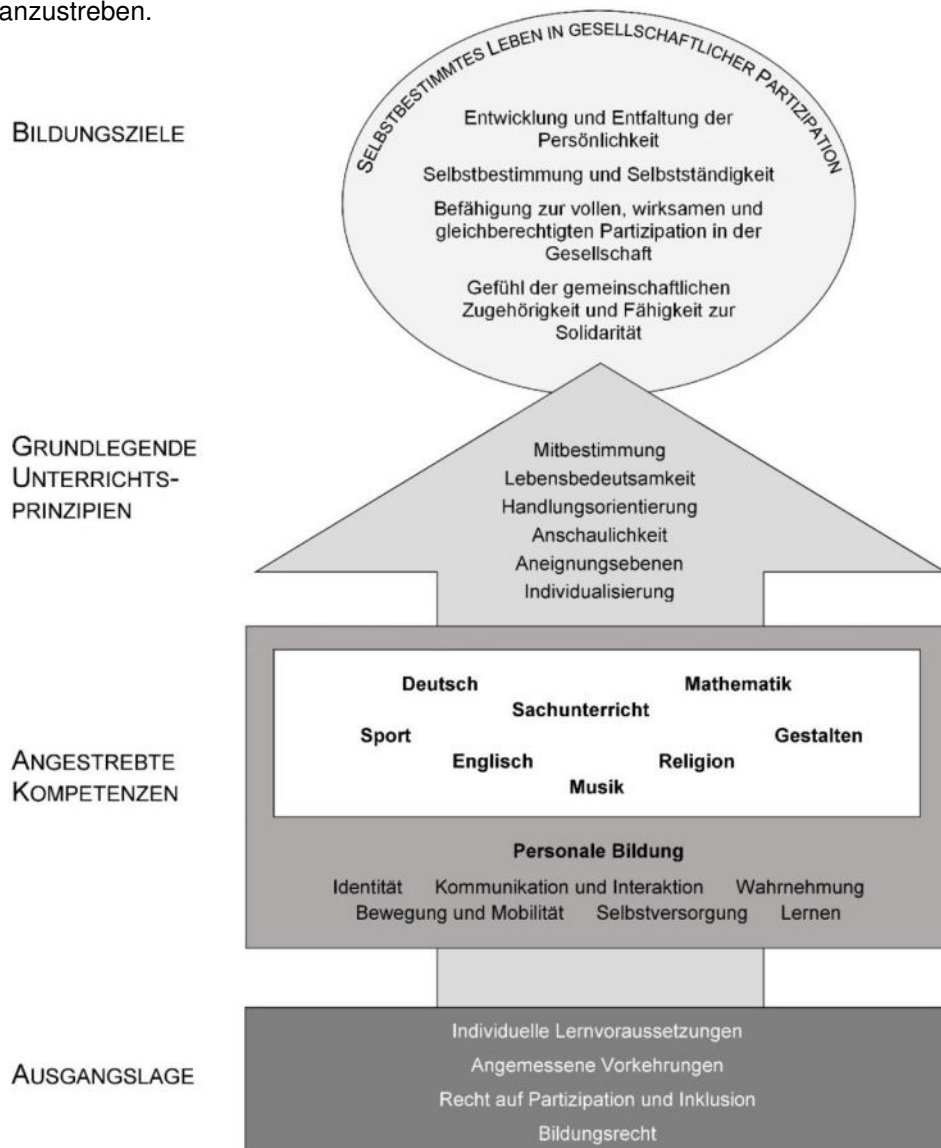 anzustreben.
SELBSTBESTIMMTES LEBEN IN GESELLSCHAFTLICHER PARTIZIPATION
BILDUNGSZIELE
Entwicklung und Entfaltung der
Persönlichkeit
Selbstbestimmung und Selbstständigkeit
Befähigung zur vollen, wirksamen und
gleichberechtigten Partizipation in der
Gesellschaft
Gefühl der gemeinschaftlichen
Zugehörigkeit und Fähigkeit zur
Solidarität
GRUNDLEGENDE
UNTERRICHTS-
PRINZIPIEN
Mitbestimmung
Lebensbedeutsamkeit
Handlungsorientierung
Anschaulichkeit
Aneignungsebenen
Individualisierung
ANGESTREBTE
KOMPETENZEN
Deutsch Mathematik
Sachunterricht
Sport Gestalten
Englisch Religion
Musik
Personale Bildung
Identität Kommunikation und Interaktion Wahrnehmung
Bewegung und Mobilität Selbstversorgung Lernen
AUSGANGSLAGE
Individuelle Lernvoraussetzungen
Angemessene Vorkehrungen
Recht auf Partizipation und Inklusion
Bildungsrecht